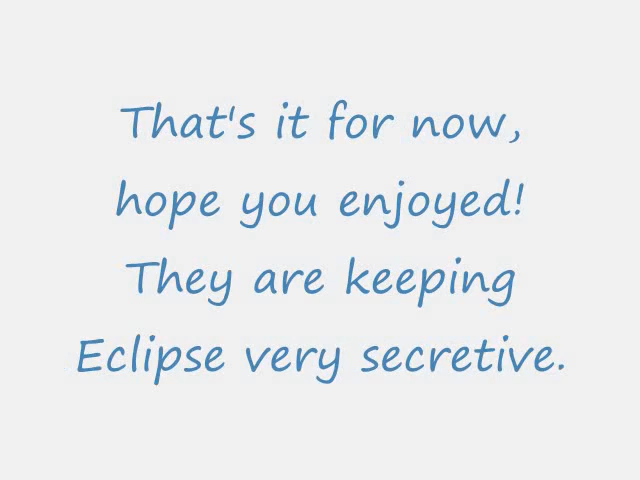 That's it for now,
hope you enjoyed!
They are keeping
Eclipse very secretive.